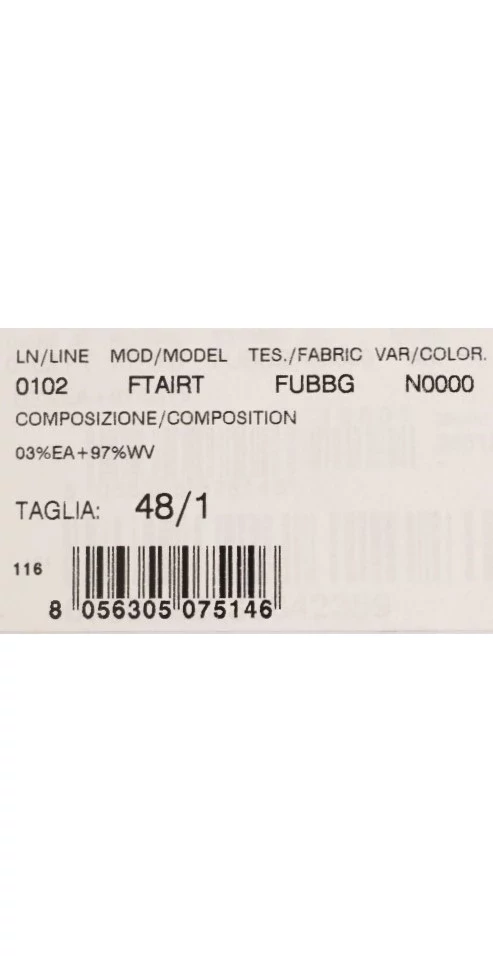 LN/LINE MOD/MODEL TES./FABRIC VAR/COLOR.
0102 FTAIRT FUBBG N0000
COMPOSIZIONE/COMPOSITION
03%EA+97%WV
TAGLIA: 48/1
116
8 056305 075146